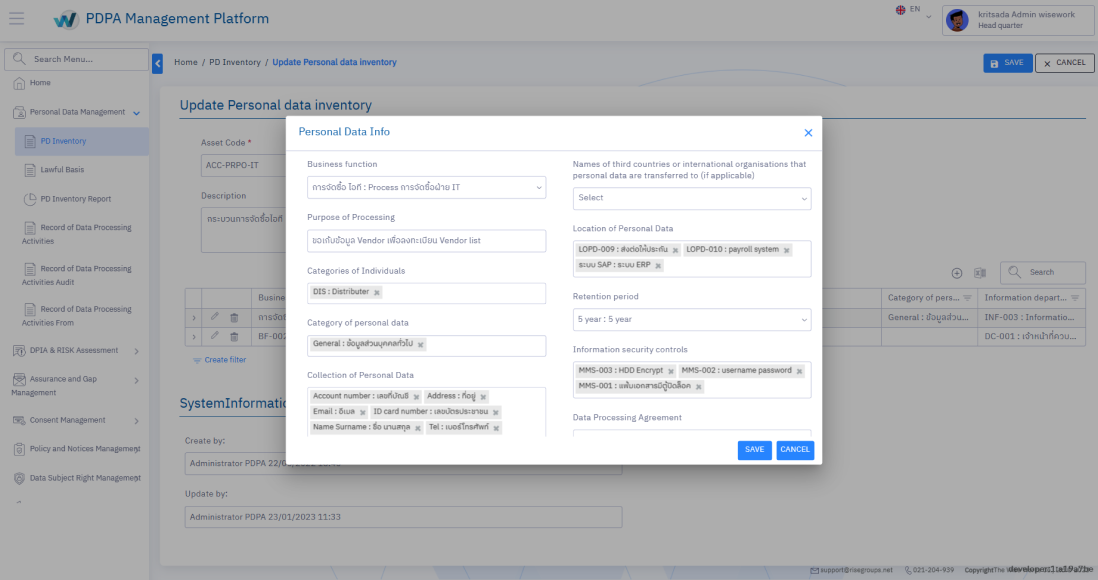 PDPA Management Platform
EN
kritsada Admin wisework
Head quarter
Search Menu...
Home / PD Inventory / Update Personal data inventory
SAVE
CANCEL
Home
Personal Data Management
PD Inventory
Lawful Basis
PD Inventory Report
Record of Data Processing
Activities
Record of Data Processing
Activities Audit
Record of Data Processing
Activities From
DPIA & RISK Assessment
Assurance and Gap
Management
Consent Management
Policy and Notices Management
Data Subject Right Management
Update Personal data inventory
Asset Code *
ACC-PRPO-IT
Description
กระบวนการจัดซื้อไอที
Search
Busine
Category of pers...
Information depart...
การจัดซื
General : ข้อมูลส่วน...
INF-003 : Informatio...
BF-002
DC-001 : เจ้าหน้าที่ควบ...
Create filter
SystemInformation
Create by:
Administrator PDPA 22/0
Update by:
Administrator PDPA 23/01/2023 11:33
Personal Data Info
Business function
การจัดซื้อ ไอที : Process การจัดซื้อฝ่าย IT
Purpose of Processing
ขอเก็บข้อมูล Vendor เพื่อลงทะเบียน Vendor list
Categories of Individuals
DIS : Distributer
Category of personal data
General : ข้อมูลส่วนบุคคลทั่วไป
Collection of Personal Data
Account number : เลขที่บัญชี Address : ที่อยู่
Email : อีเมล ID card number : เลขบัตรประชาชน
Name Surname : ชื่อ นามสกุล Tel : เบอร์โทรศัพท์
Names of third countries or international organisations that
personal data are transferred to (if applicable)
Select
Location of Personal Data
LOPD-009 : ส่งต่อให้ประกัน LOPD-010 : payroll system
ระบบ SAP : ระบบ ERP
Retention period
5 year : 5 year
Information security controls
MMS-003 : HDD Encrypt MMS-002 : username password
MMS-001 : แฟ้มเอกสารมีตู้ปิดล็อค
Data Processing Agreement
SAVE
CANCEL
support@risegroups.net
021-204-939
Copyright